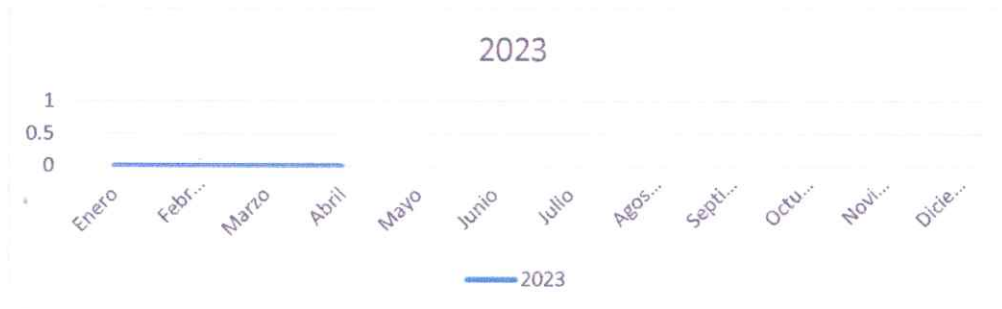 2023
1
0.5
0
Enero
Febr...
Marzo
Abril
Mayo
Junio
Julio
Agos...
Septi...
Octu...
Novi...
Dicie...
2023